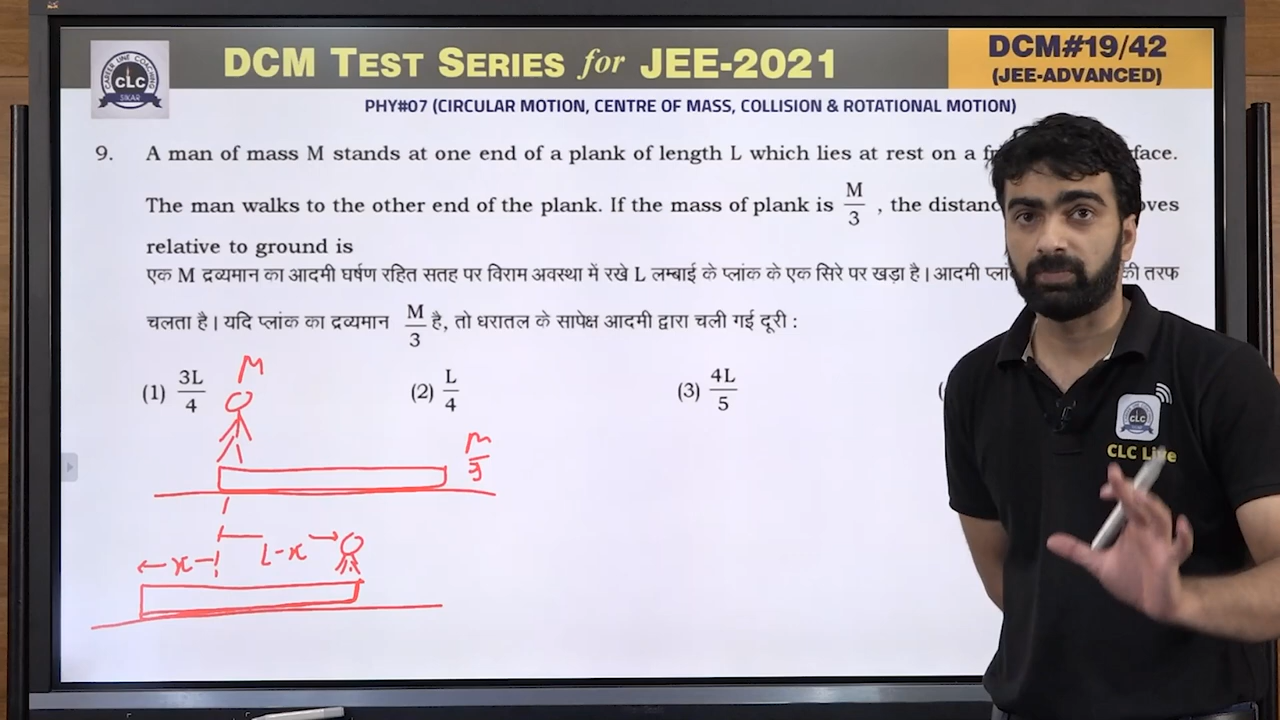 DCM TEST SERIES for JEE-2021
DCM#19/42
(JEE-ADVANCED)
CAREER LINE COACHING
CLC
SIKAR
PHY#07 (CIRCULAR MOTION, CENTRE OF MASS, COLLISION & ROTATIONAL MOTION)
9. A man of mass M stands at one end of a plank of length L which lies at rest on a
The man walks to the other end of the plank. If the mass of plank is M/3 , the
relative to ground is
एक M द्रव्यमान का आदमी घर्षण रहित सतह पर विराम अवस्था में रखे L लम्बाई के प्लांक के एक सिरे पर खड़ा है। आदमी की तरफ
चलता है। यदि प्लांक का द्रव्यमान M/3 है, तो धरातल के सापेक्ष आदमी द्वारा चली गई दूरी :
(1) 3L/4 (2) L/4 (3) 4L/5
M
M/3
x L-x
CLC
CLC Live